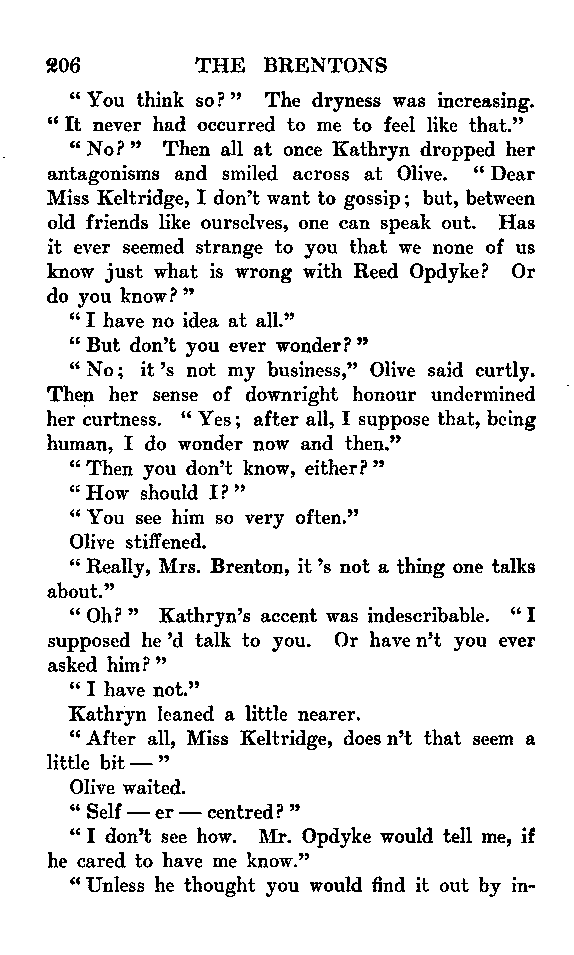 206 THE BRENTONS
“ You think so? ” The dryness was increasing.
“ It never had occurred to me to feel like that.”
“ No? ” Then all at once Kathryn dropped her
antagonisms and smiled across at Olive. “ Dear
Miss Keltridge, I don’t want to gossip; but, between
old friends like ourselves, one can speak out. Has
it ever seemed strange to you that we none of us
know just what is wrong with Reed Opdyke? Or
do you know? ”
“ I have no idea at all.”
“ But don’t you ever wonder? ”
“ No; it ’s not my business,” Olive said curtly.
Then her sense of downright honour undermined
her curtness. “ Yes; after all, I suppose that, being
human, I do wonder now and then.”
“ Then you don’t know, either? ”
“ How should I? ”
“ You see him so very often.”
Olive stiffened.
“ Really, Mrs. Brenton, it ’s not a thing one talks
about.”
“ Oh? ” Kathryn’s accent was indescribable. “ I
supposed he ’d talk to you. Or have n’t you ever
asked him? ”
“ I have not.”
Kathryn leaned a little nearer.
“ After all, Miss Keltridge, does n’t that seem a
little bit — ”
Olive waited.
“ Self — er — centred? ”
“ I don’t see how. Mr. Opdyke would tell me, if
he cared to have me know.”
“ Unless he thought you would find it out by in-